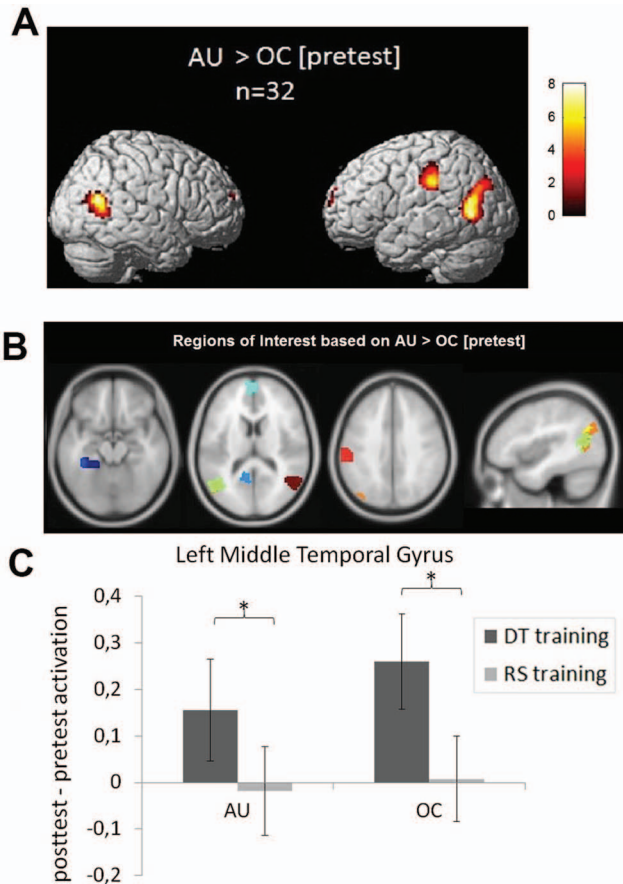 A
AU > OC [pretest]
n=32
8
6
4
2
0
B
Regions of Interest based on AU > OC [pretest]
C
Left Middle Temporal Gyrus
posttest - pretest activation
0,4
0,3
0,2
0,1
0
-0,1
-0,2
*
*
AU
OC
DT training
RS training